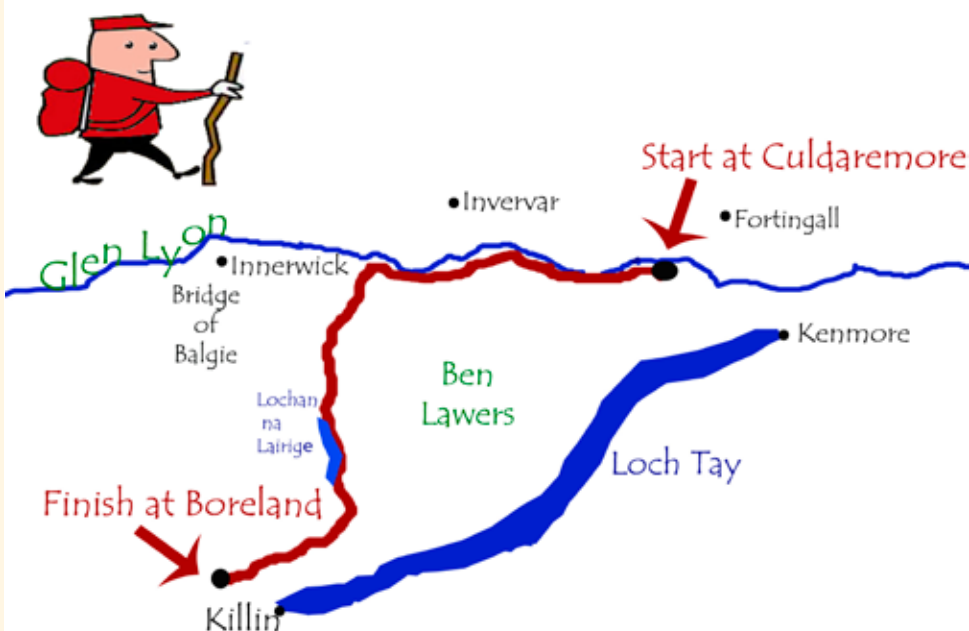 Start at Culdaremore
Invervar
Fortingall
Glen Lyon
Innerwick
Bridge
of
Balgie
Kenmore
Ben
Lawers
Lochan
na
Lairige
Loch Tay
Finish at Boreland
Killin